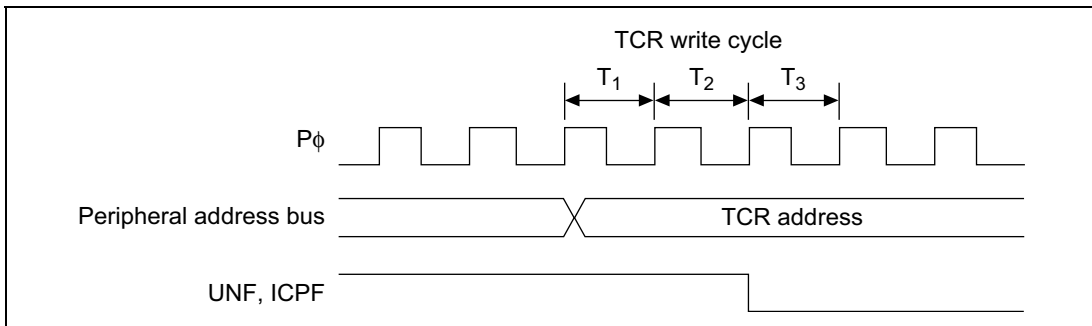 TCR write cycle
T1 T2 T3
Pϕ
Peripheral address bus TCR address
UNF, ICPF